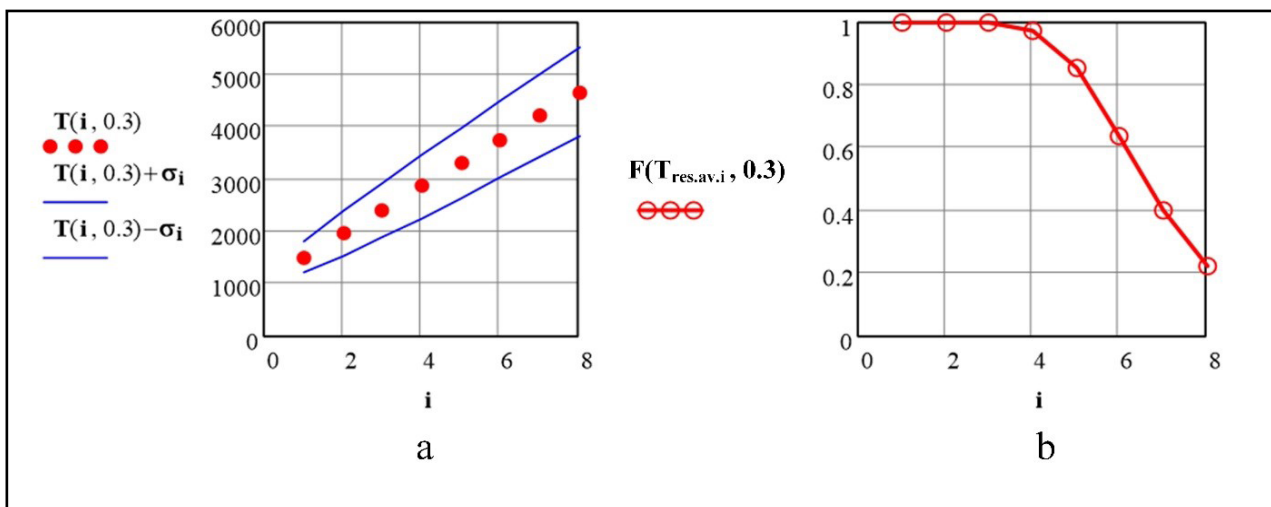 T(i , 0.3)
T(i , 0.3)+σi
T(i , 0.3)−σi
6000
5000
4000
3000
2000
1000
0
0 2 4 6 8
i
a
F(Tres.av.i , 0.3)
1
0.8
0.6
0.4
0.2
0
0 2 4 6 8
i
b